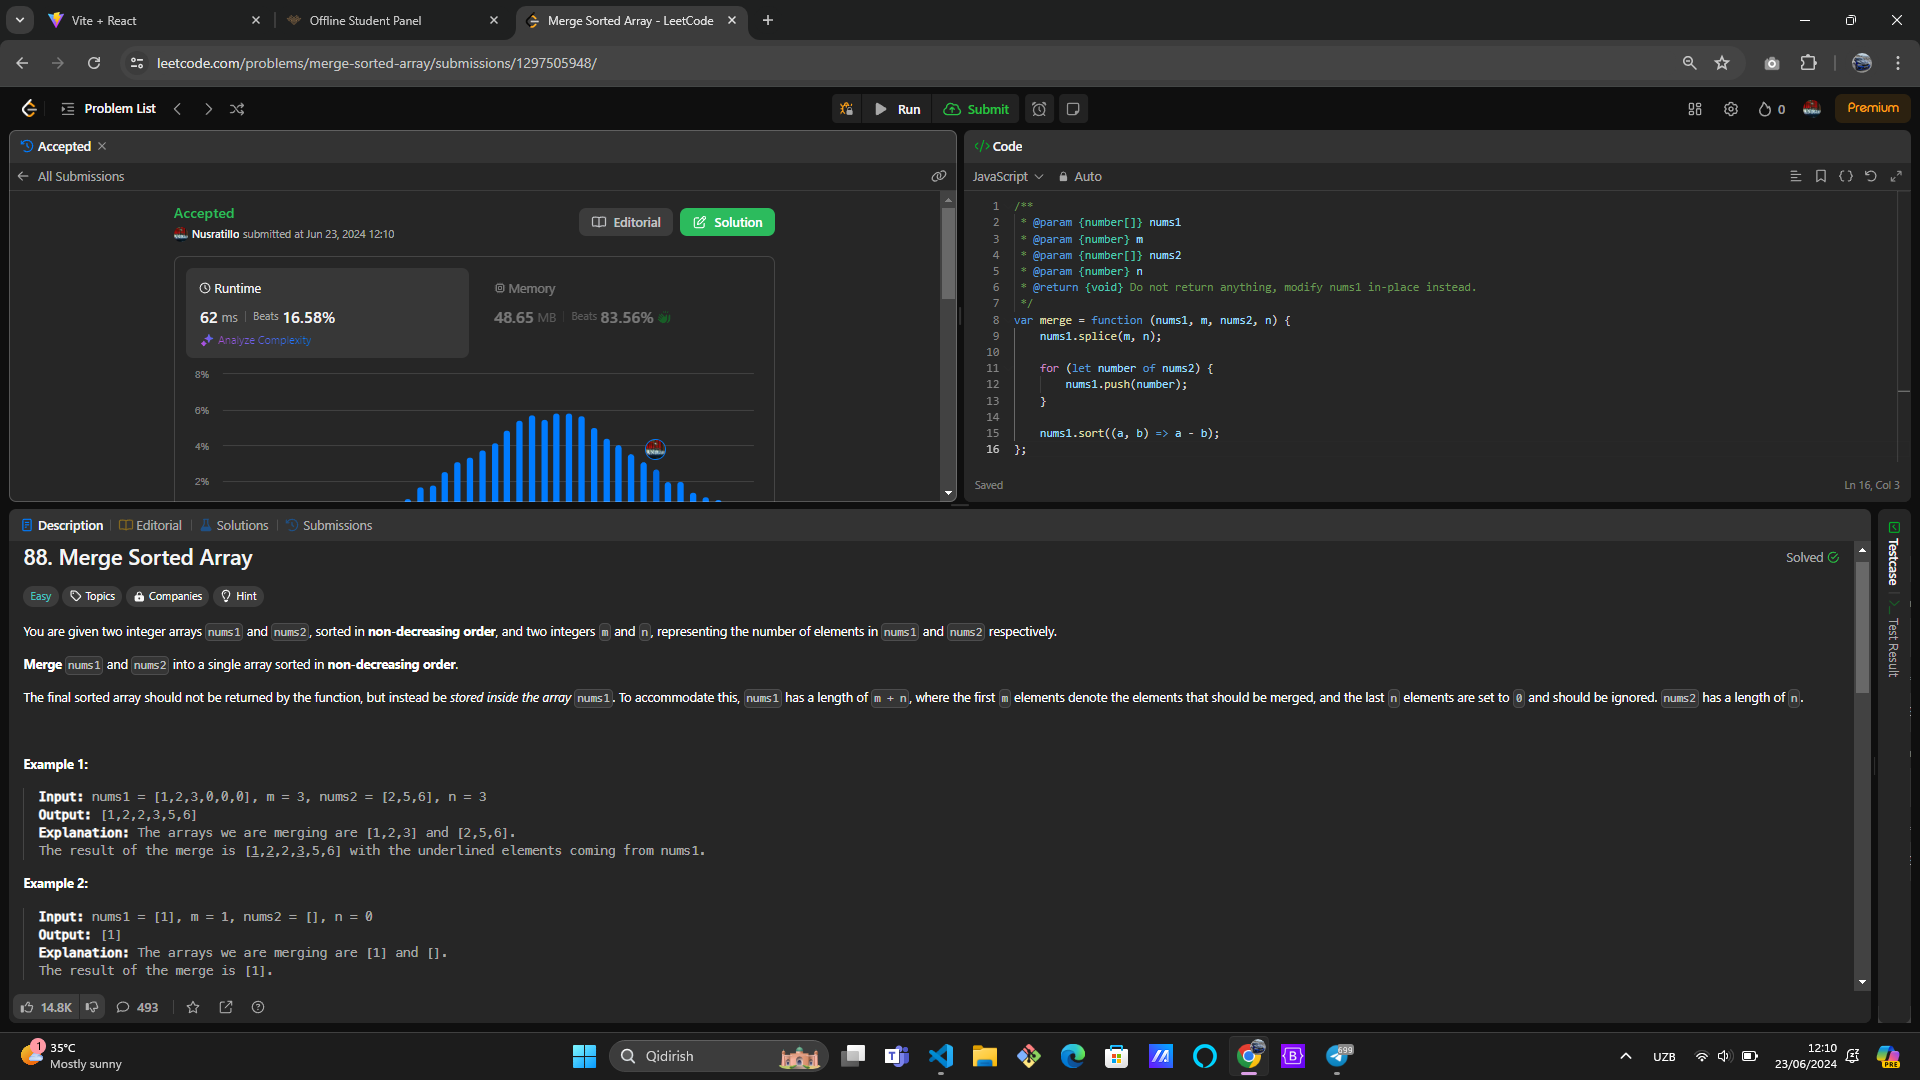 Vite + React
Offline Student Panel
Merge Sorted Array - LeetCode
leetcode.com/problems/merge-sorted-array/submissions/1297505948/
Problem List
Run
Submit
0
Premium
Accepted
All Submissions
Accepted
Nusratillo submitted at Jun 23, 2024 12:10
Editorial
Solution
Runtime
62 ms | Beats 16.58%
Analyze Complexity
Memory
48.65 MB | Beats 83.56%
8%
6%
4%
2%
</> Code
JavaScript
Auto
1 /**
2 * @param {number[]} nums1
3 * @param {number} m
4 * @param {number[]} nums2
5 * @param {number} n
6 * @return {void} Do not return anything, modify nums1 in-place instead.
7 */
8 var merge = function (nums1, m, nums2, n) {
9 nums1.splice(m, n);
10
11 for (let number of nums2) {
12 nums1.push(number);
13 }
14
15 nums1.sort((a, b) => a - b);
16 };
Saved
Ln 16, Col 3
Description
Editorial
Solutions
Submissions
88. Merge Sorted Array
Solved
Easy
Topics
Companies
Hint
You are given two integer arrays nums1 and nums2, sorted in non-decreasing order, and two integers m and n, representing the number of elements in nums1 and nums2 respectively.
Merge nums1 and nums2 into a single array sorted in non-decreasing order.
The final sorted array should not be returned by the function, but instead be stored inside the array nums1. To accommodate this, nums1 has a length of m + n, where the first m elements denote the elements that should be merged, and the last n elements are set to 0 and should be ignored. nums2 has a length of n.
Example 1:
Input: nums1 = [1,2,3,0,0,0], m = 3, nums2 = [2,5,6], n = 3
Output: [1,2,2,3,5,6]
Explanation: The arrays we are merging are [1,2,3] and [2,5,6].
The result of the merge is [1,2,2,3,5,6] with the underlined elements coming from nums1.
Example 2:
Input: nums1 = [1], m = 1, nums2 = [], n = 0
Output: [1]
Explanation: The arrays we are merging are [1] and [].
The result of the merge is [1].
14.8K
493
Testcase
Test Result
1
35°C
Mostly sunny
Qidirish
699
UZB
12:10
23/06/2024
PRE